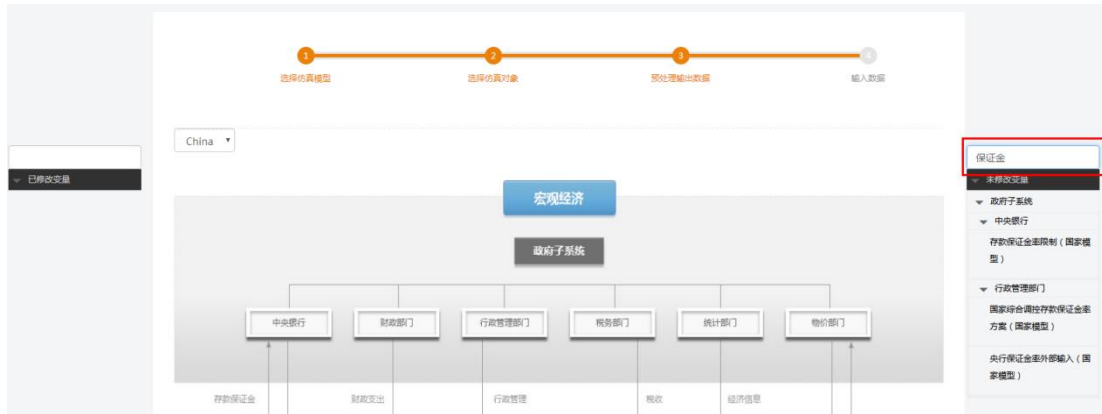 1
2
3
4
选择仿真模型
选择仿真对象
预处理输出数据
输入数据
China
保证金
已修改变量
未修改变量
宏观经济
政府子系统
政府子系统
中央银行
存款保证金率限制（国家模
型）
行政管理部门
国家综合调控存款保证金率
方案（国家模型）
央行保证金率外部输入（国
家模型）
中央银行
财政部门
行政管理部门
税务部门
统计部门
物价部门
存款保证金
财政支出
行政管理
税收
经济信息